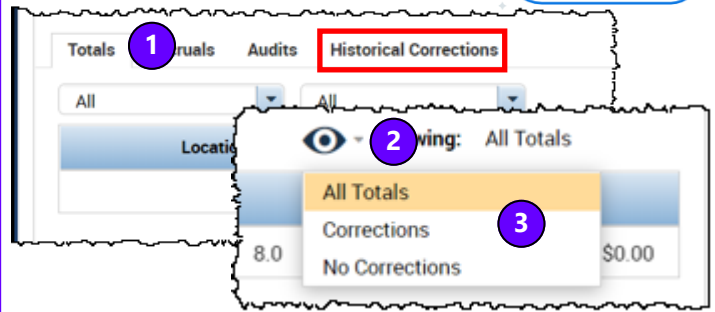 Totals 1 ruals Audits Historical Corrections
All All
Locatio
2 wing: All Totals
All Totals
Corrections 3
No Corrections
8.0 $0.00